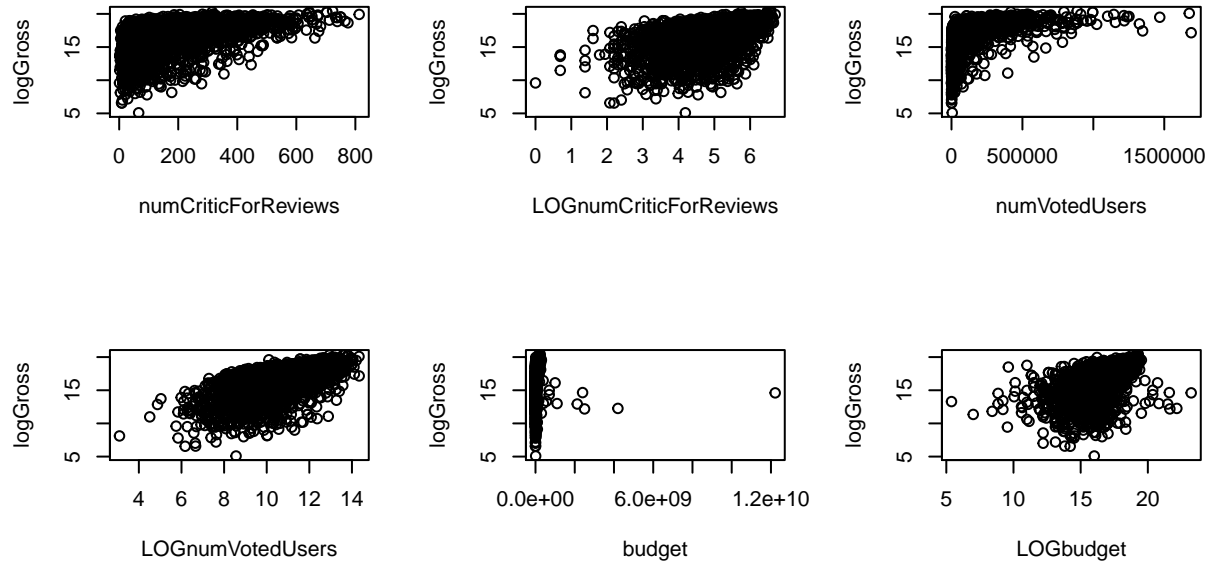 logGross
15
5
0 200 400 600 800
numCriticForReviews
logGross
15
5
0 1 2 3 4 5 6
LOGnumCriticForReviews
logGross
15
5
0 500000 1500000
numVotedUsers
logGross
15
5
4 6 8 10 12 14
LOGnumVotedUsers
logGross
15
5
0.0e+00 6.0e+09 1.2e+10
budget
logGross
15
5
5 10 15 20
LOGbudget